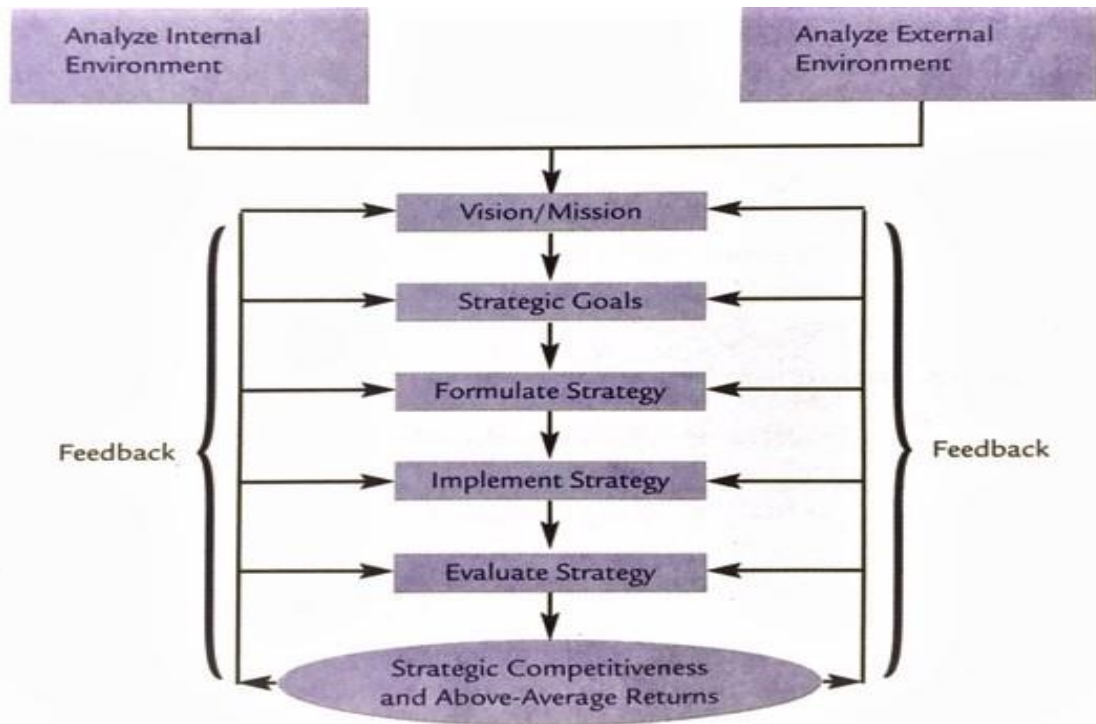 Analyze Internal
Environment
Analyze External
Environment
Vision/Mission
Strategic Goals
Formulate Strategy
Feedback
Feedback
Implement Strategy
Evaluate Strategy
Strategic Competitiveness
and Above-Average Returns